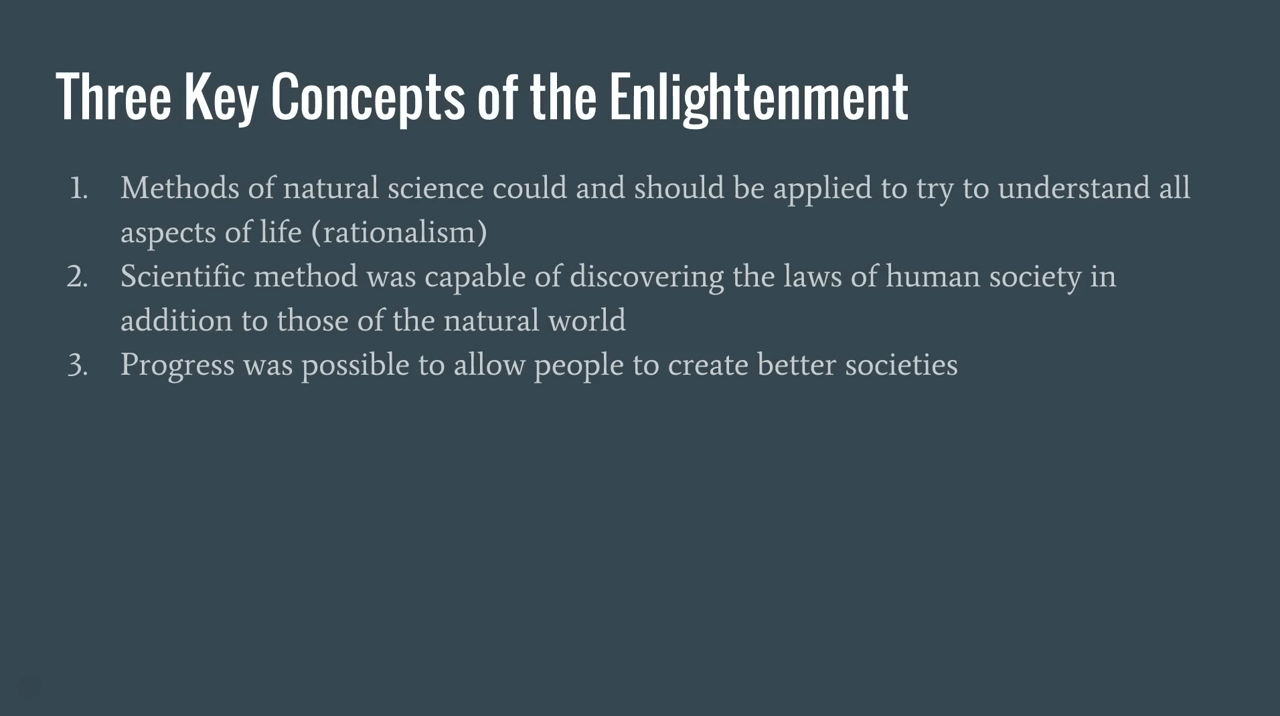 Three Key Concepts of the Enlightenment
1. Methods of natural science could and should be applied to try to understand all
aspects of life (rationalism)
2. Scientific method was capable of discovering the laws of human society in
addition to those of the natural world
3. Progress was possible to allow people to create better societies